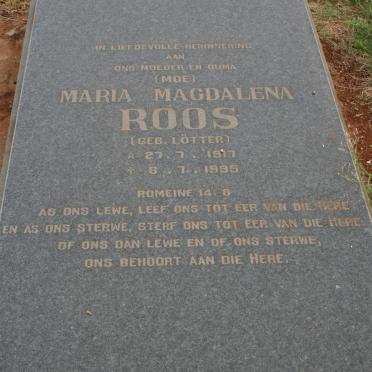 IN LIEFDEVOLLE HERINNERING
AAN
ONS MOEDER EN OUMA
(MOE)
MARIA MAGDALENA
ROOS
(GEB. LÖTTER)
* 27.7.1917
† 8.7.1995
ROMEINE 14:8
AS ONS LEWE, LEEF ONS TOT EER VAN DIE HERE
EN AS ONS STERWE, STERF ONS TOT EER VAN DIE HERE.
OF ONS DAN LEWE EN OF ONS STERWE,
ONS BEHOORT AAN DIE HERE.